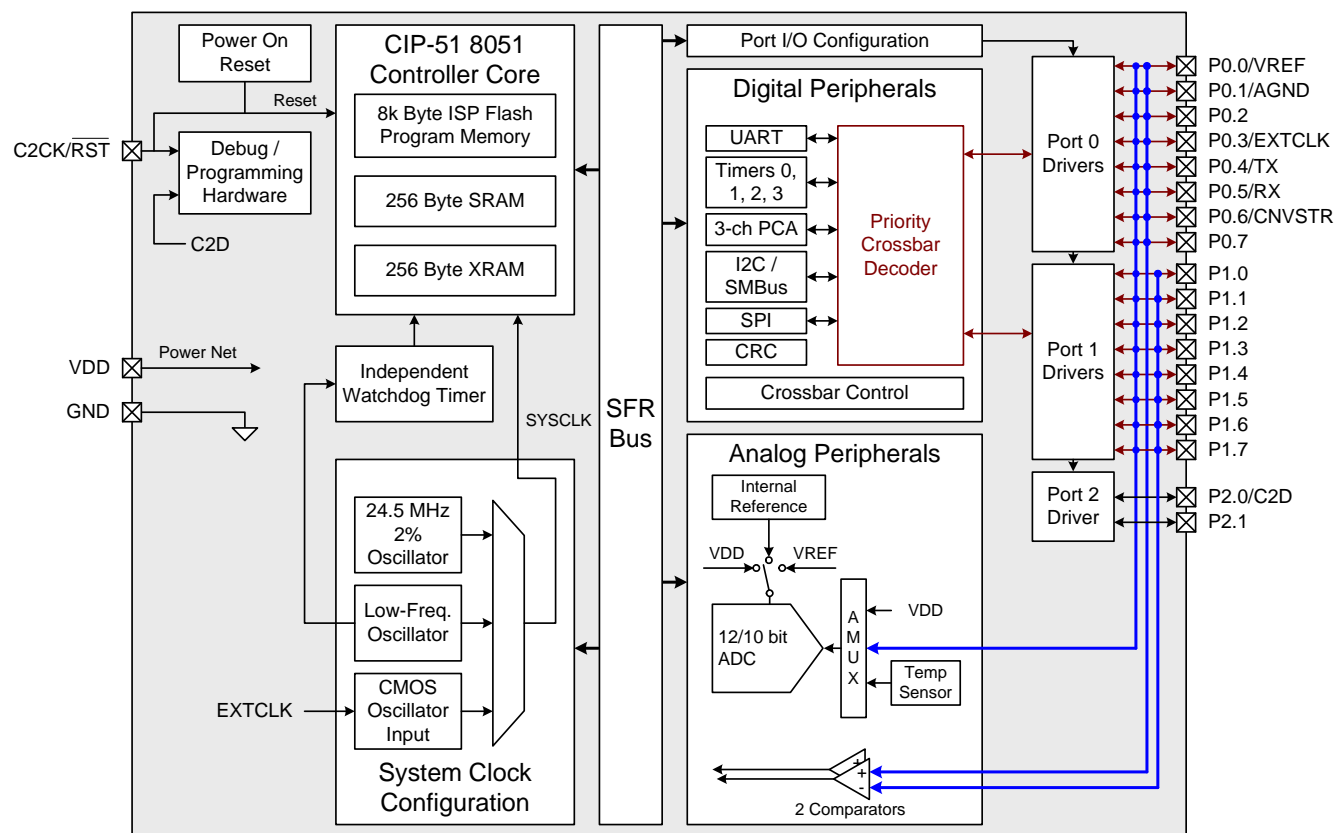 Power On
Reset
Reset
C2CK/RST
Debug /
Programming
Hardware
C2D
VDD
Power Net
GND
CIP-51 8051
Controller Core
8k Byte ISP Flash
Program Memory
256 Byte SRAM
256 Byte XRAM
Independent
Watchdog Timer
SYSCLK
24.5 MHz
2%
Oscillator
Low-Freq.
Oscillator
EXTCLK
CMOS
Oscillator
Input
System Clock
Configuration
SFR
Bus
Port I/O Configuration
Digital Peripherals
UART
Timers 0,
1, 2, 3
3-ch PCA
I2C /
SMBus
SPI
CRC
Priority
Crossbar
Decoder
Crossbar Control
Analog Peripherals
Internal
Reference
VDD
VREF
12/10 bit
ADC
A
M
U
X
VDD
Temp
Sensor
+
+
-
2 Comparators
Port 0
Drivers
Port 1
Drivers
Port 2
Driver
P0.0/VREF
P0.1/AGND
P0.2
P0.3/EXTCLK
P0.4/TX
P0.5/RX
P0.6/CNVSTR
P0.7
P1.0
P1.1
P1.2
P1.3
P1.4
P1.5
P1.6
P1.7
P2.0/C2D
P2.1